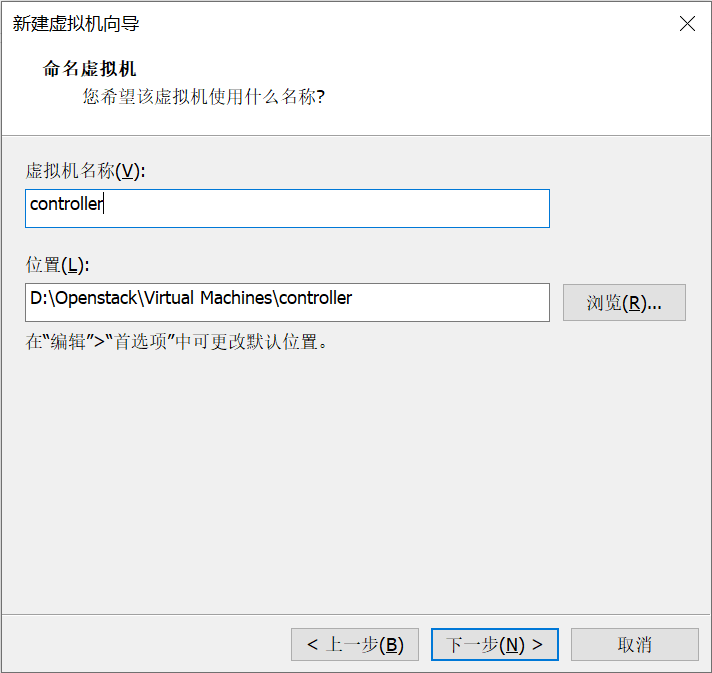 新建虚拟机向导
命名虚拟机
您希望该虚拟机使用什么名称?
虚拟机名称(V):
controller
位置(L):
D:\Openstack\Virtual Machines\controller
浏览(R)...
在“编辑”>“首选项”中可更改默认位置。
< 上一步(B)
下一步(N) >
取消